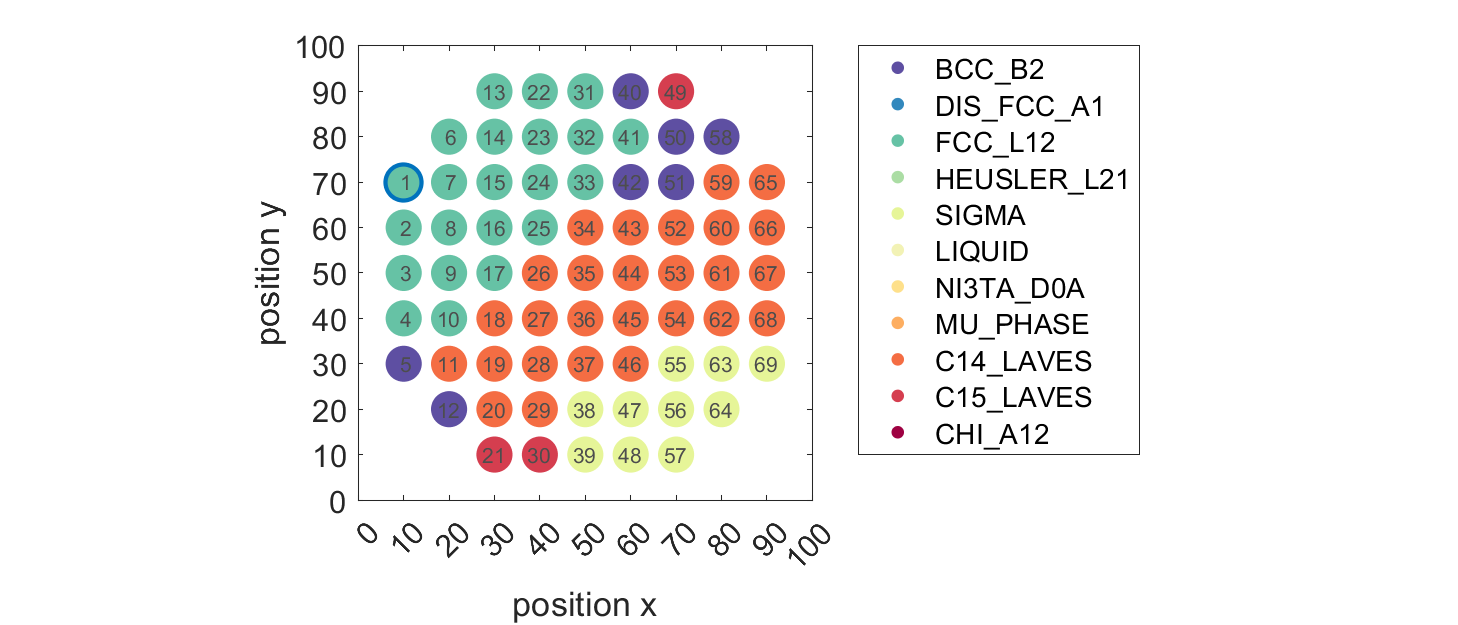 100
90
80
70
60
50
40
30
20
10
0
13 22 31 40 49
6 14 23 32 41 50 58
1 7 15 24 33 42 51 59 65
2 8 16 25 34 43 52 60 66
3 9 17 26 35 44 53 61 67
4 10 18 27 36 45 54 62 68
5 11 19 28 37 46 55 63 69
12 20 29 38 47 56 64
21 30 39 48 57
0 10 20 30 40 50 60 70 80 90 100
position x
position y
BCC_B2
DIS_FCC_A1
FCC_L12
HEUSLER_L21
SIGMA
LIQUID
NI3TA_D0A
MU_PHASE
C14_LAVES
C15_LAVES
CHI_A12